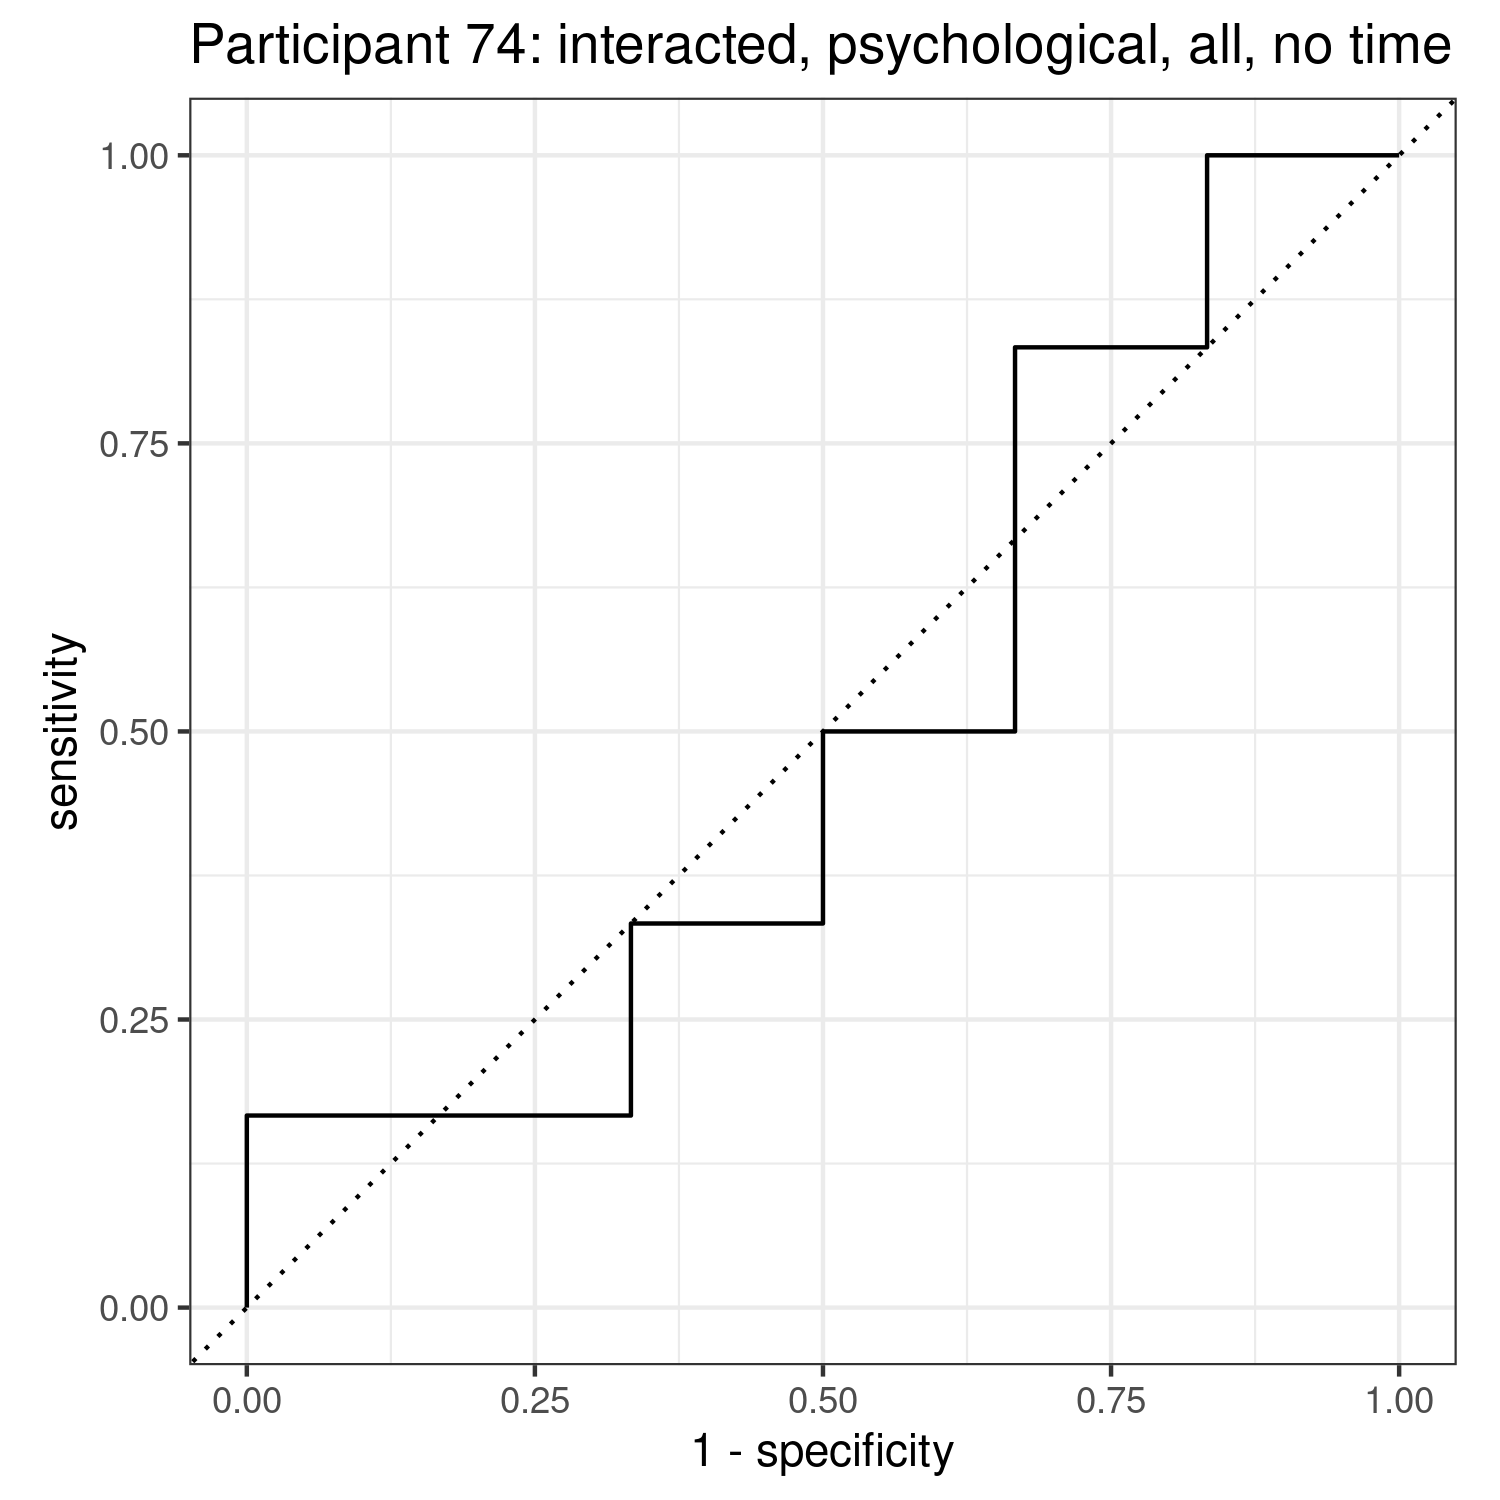 Participant 74: interacted, psychological, all, no time
1.00
0.75
0.50
0.25
0.00
sensitivity
0.00 0.25 0.50 0.75 1.00
1 - specificity